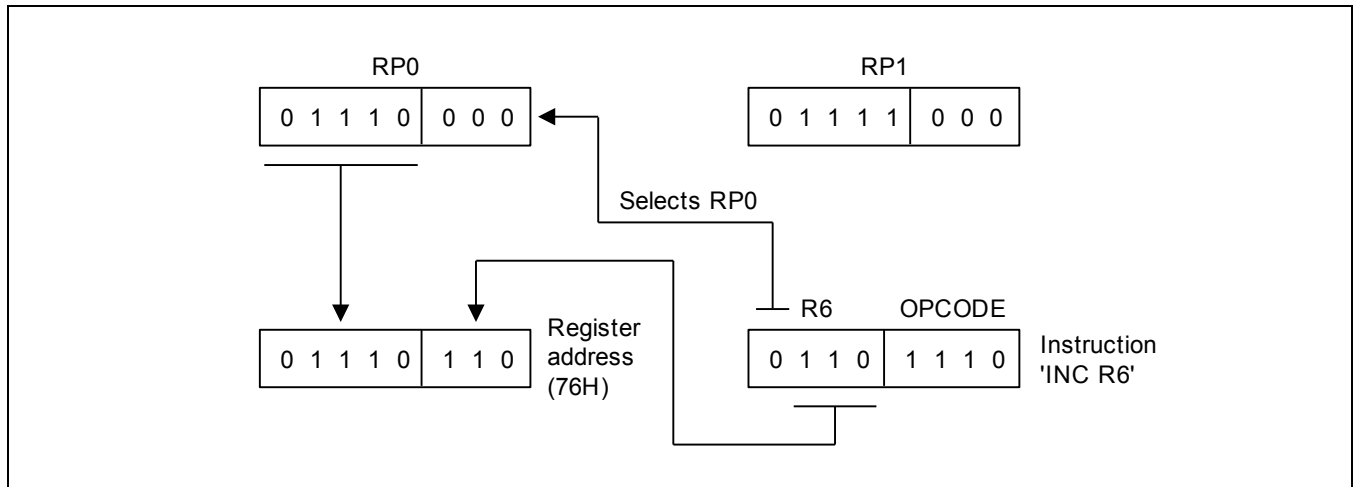 RP0
RP1
0 1 1 1 0 0 0 0
0 1 1 1 1 0 0 0
Selects RP0
R6 OPCODE
0 1 1 1 0 1 1 0
Register
address
(76H)
0 1 1 0 1 1 1 0
Instruction
'INC R6'